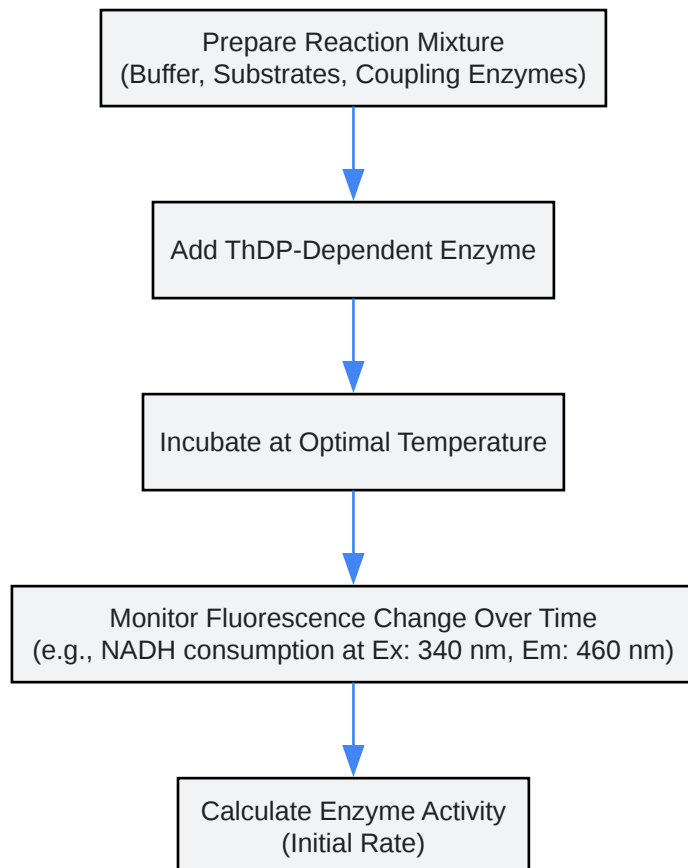 Prepare Reaction Mixture
(Buffer, Substrates, Coupling Enzymes)
Add ThDP-Dependent Enzyme
Incubate at Optimal Temperature
Monitor Fluorescence Change Over Time
(e.g., NADH consumption at Ex: 340 nm, Em: 460 nm)
Calculate Enzyme Activity
(Initial Rate)